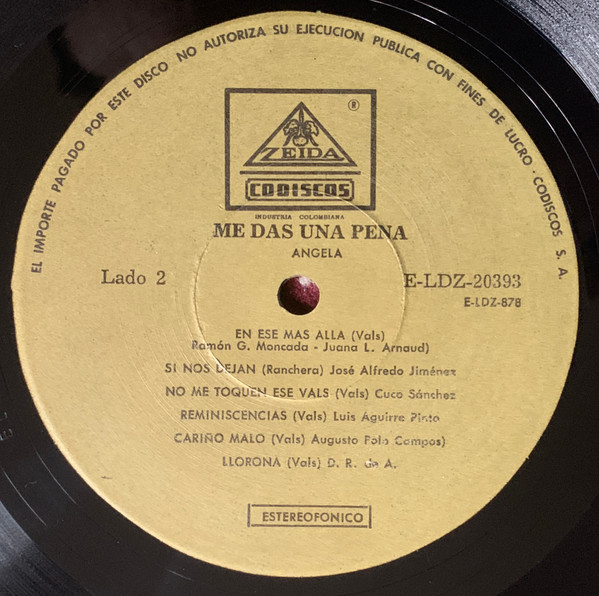 EL IMPORTE PAGADO POR ESTE DISCO NO AUTORIZA SU EJECUCION PUBLICA CON FINES DE LUCRO · CODISCOS S. A.
®
ZEIDA
CODISCOS
INDUSTRIA COLOMBIANA
ME DAS UNA PENA
ANGELA
Lado 2
E-LDZ-20393
E-LDZ-878
EN ESE MAS ALLA (Vals)
Ramón G. Moncada - Juana L. Arnaud)
SI NOS DEJAN (Ranchera) José Alfredo Jiménez
NO ME TOQUEN ESE VALS (Vals) Cuco Sánchez
REMINISCENCIAS (Vals) Luis Aguirre Pinto
CARIÑO MALO (Vals) Augusto Polo Campos)
LLORONA (Vals) D. R. de A.
ESTEREOFONICO